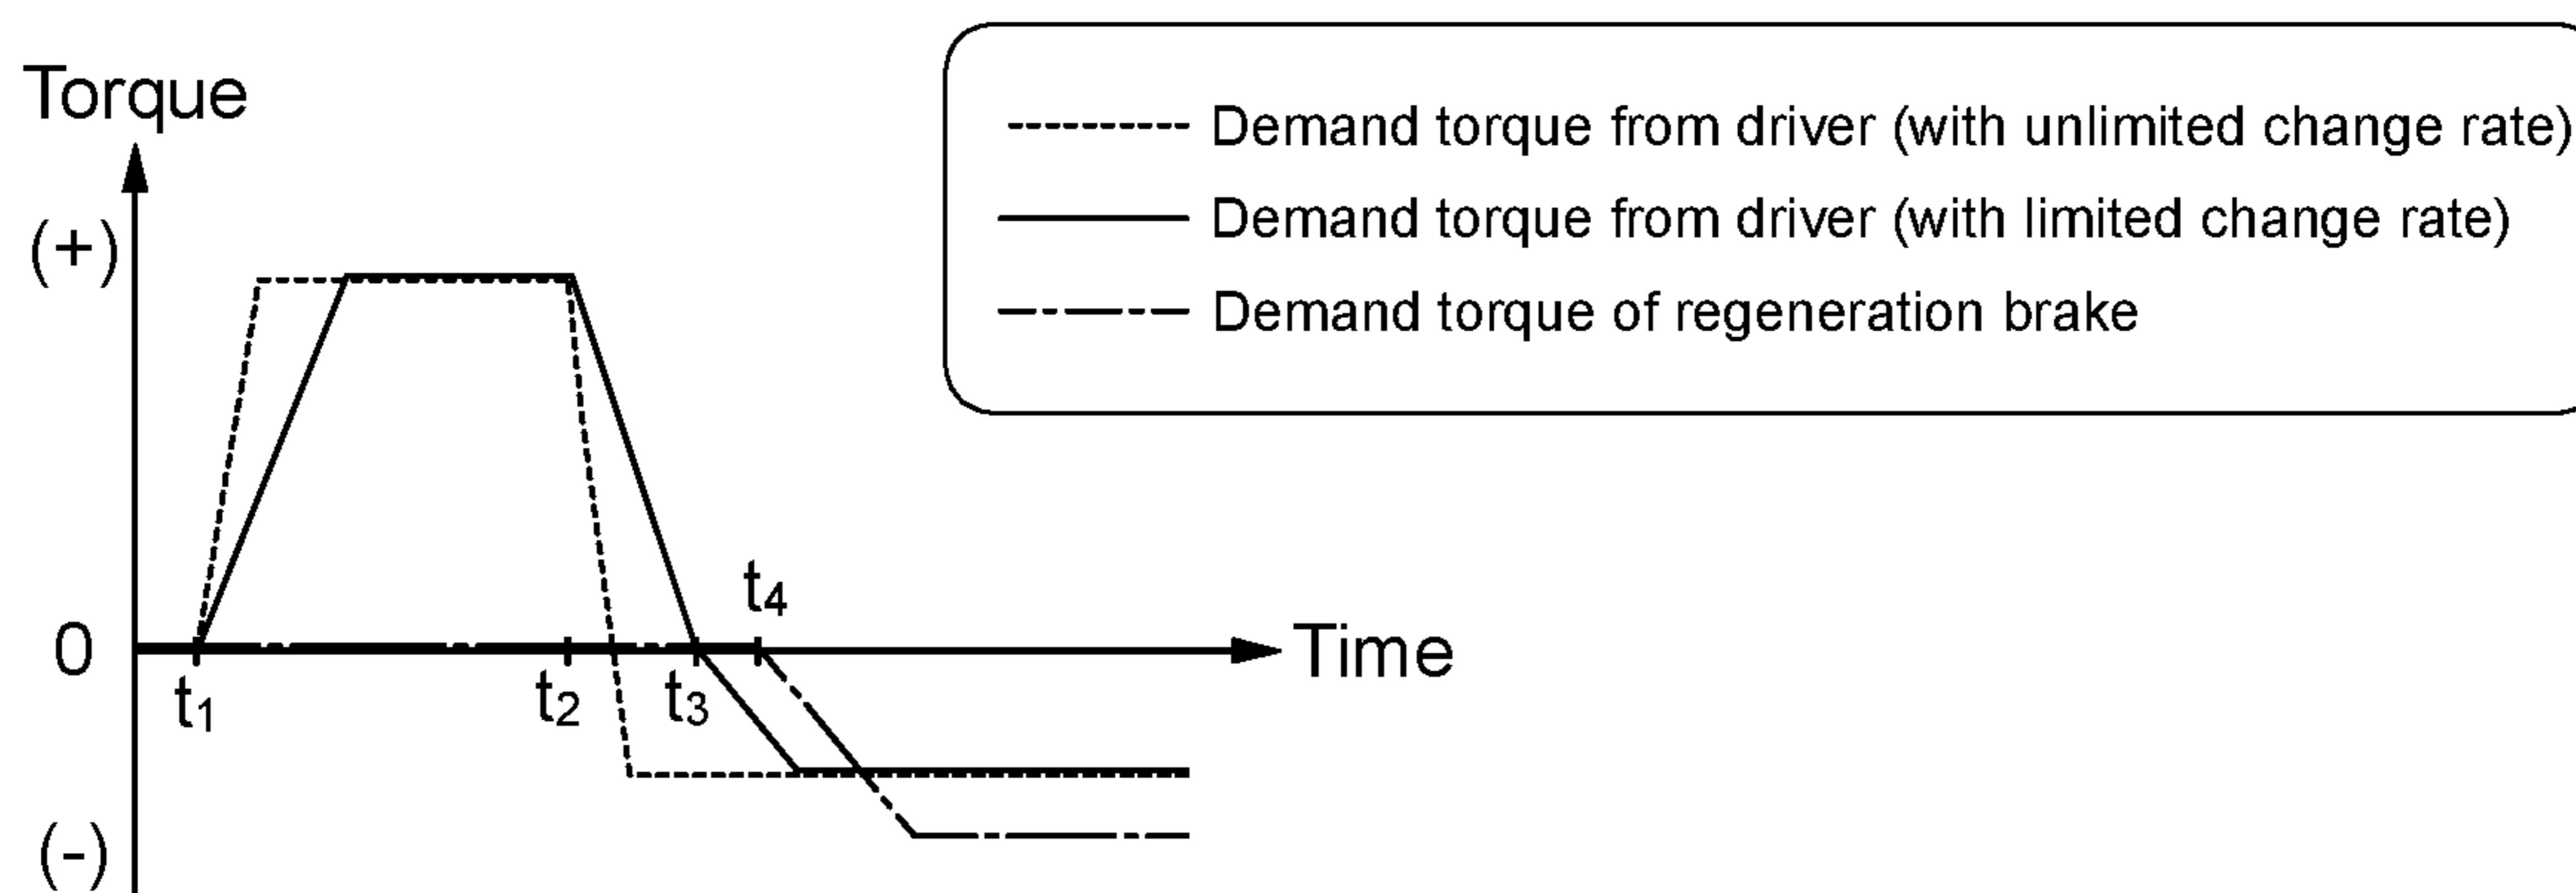 Torque
Demand torque from driver (with unlimited change rate)
Demand torque from driver (with limited change rate)
Demand torque of regeneration brake
(+)
t4
0
Time
t1
t2
t3
(-)